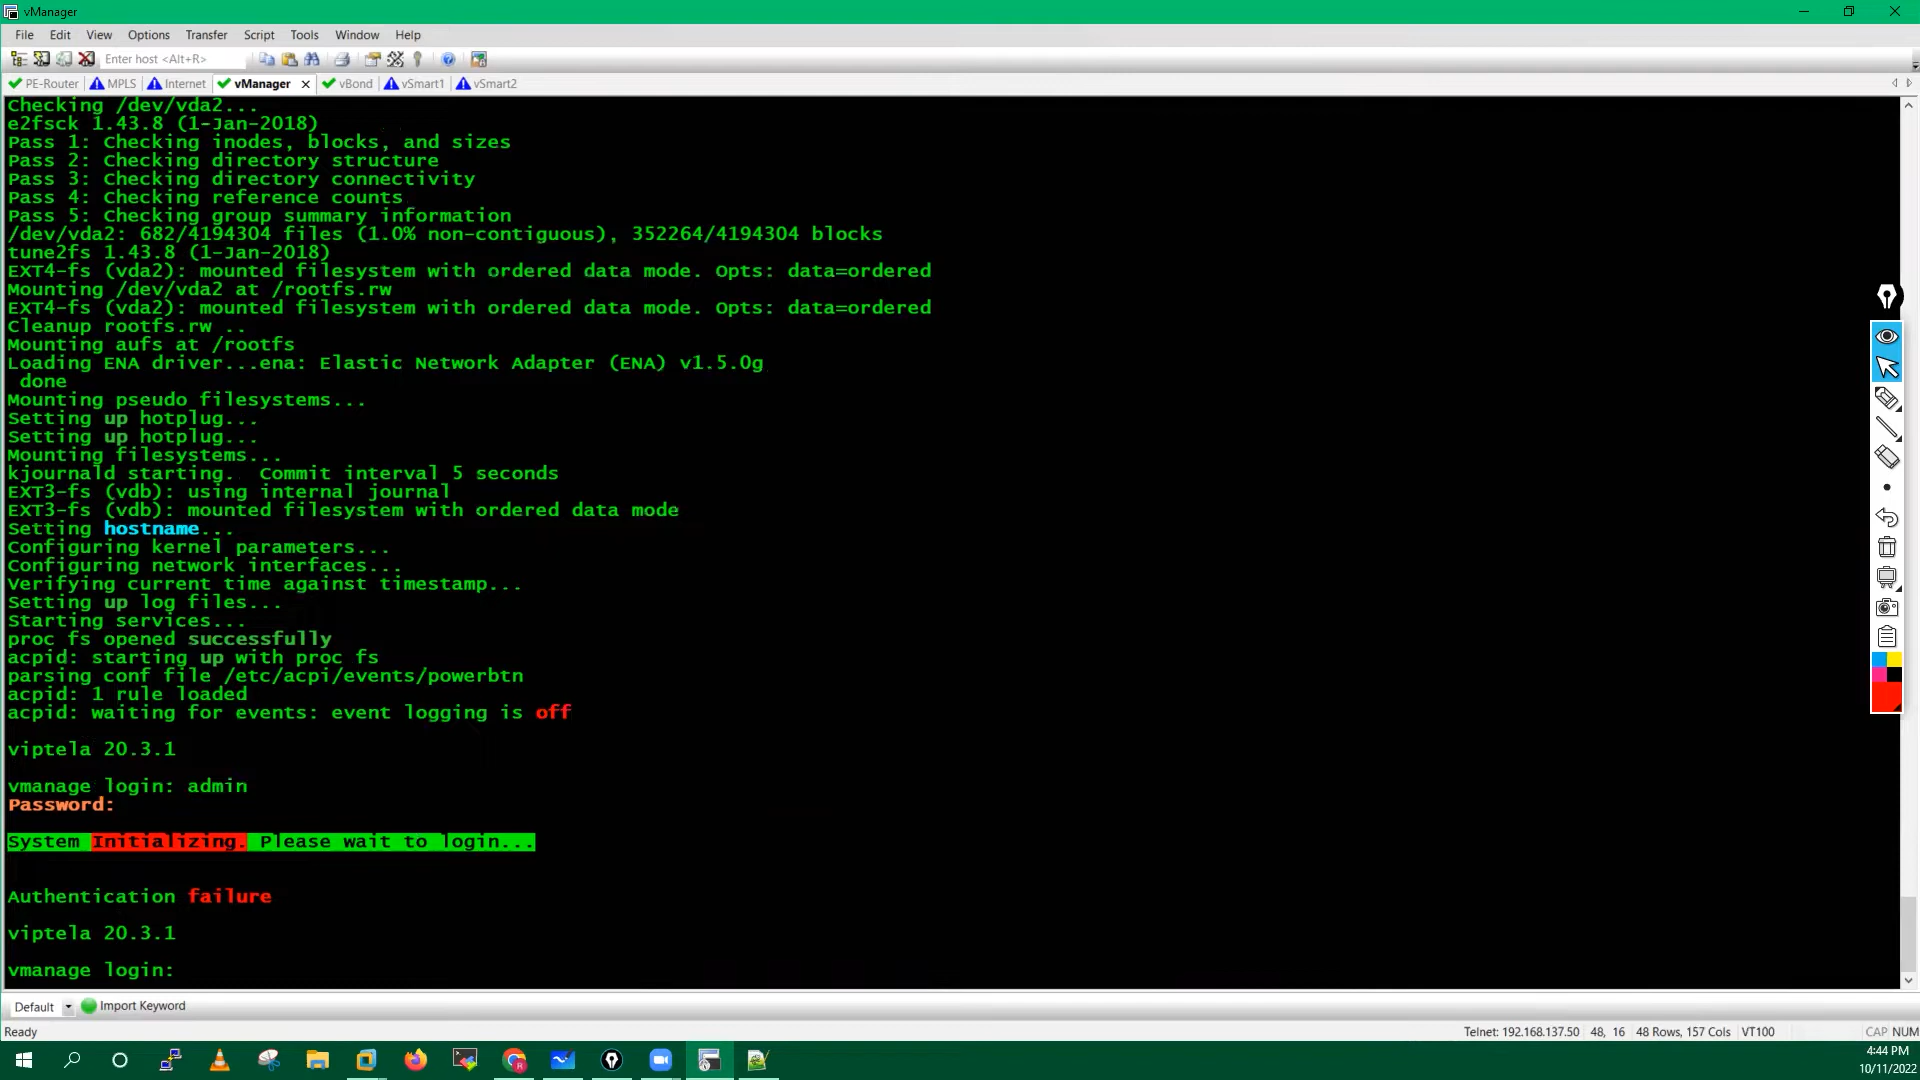 vManager
File Edit View Options Transfer Script Tools Window Help
Enter host <Alt+R>
PE-Router MPLS Internet vManager vBond vSmart1 vSmart2
Checking /dev/vda2...
e2fsck 1.43.8 (1-Jan-2018)
Pass 1: Checking inodes, blocks, and sizes
Pass 2: Checking directory structure
Pass 3: Checking directory connectivity
Pass 4: Checking reference counts
Pass 5: Checking group summary information
/dev/vda2: 682/4194304 files (1.0% non-contiguous), 352264/4194304 blocks
tune2fs 1.43.8 (1-Jan-2018)
EXT4-fs (vda2): mounted filesystem with ordered data mode. Opts: data=ordered
Mounting /dev/vda2 at /rootfs.rw
EXT4-fs (vda2): mounted filesystem with ordered data mode. Opts: data=ordered
Cleanup rootfs.rw ..
Mounting aufs at /rootfs
Loading ENA driver...ena: Elastic Network Adapter (ENA) v1.5.0g
done
Mounting pseudo filesystems...
Setting up hotplug...
Setting up hotplug...
Mounting filesystems...
kjournald starting. Commit interval 5 seconds
EXT3-fs (vdb): using internal journal
EXT3-fs (vdb): mounted filesystem with ordered data mode
Setting hostname...
Configuring kernel parameters...
Configuring network interfaces...
Verifying current time against timestamp...
Setting up log files...
Starting services...
proc fs opened successfully
acpid: starting up with proc fs
parsing conf file /etc/acpi/events/powerbtn
acpid: 1 rule loaded
acpid: waiting for events: event logging is off
viptela 20.3.1
vmanage login: admin
Password:
System Initializing. Please wait to login...
Authentication failure
viptela 20.3.1
vmanage login:
Default Import Keyword
Ready Telnet: 192.168.137.50 48, 16 48 Rows, 157 Cols VT100 CAP NUM
4:44 PM
10/11/2022